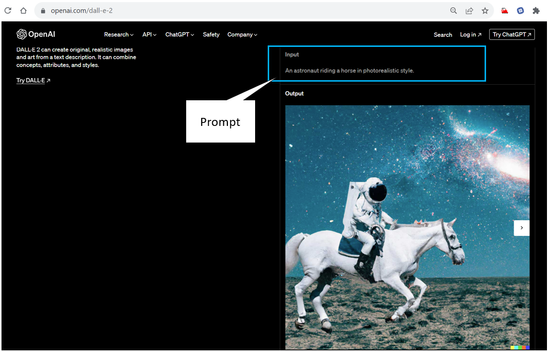 openai.com/dall-e-2
OpenAI
Research
API
ChatGPT
Safety
Company
Search
Log in ↗
Try ChatGPT ↗
DALL·E 2 can create original, realistic images
and art from a text description. It can combine
concepts, attributes, and styles.
Try DALL·E ↗
Input
An astronaut riding a horse in photorealistic style.
Prompt
Output